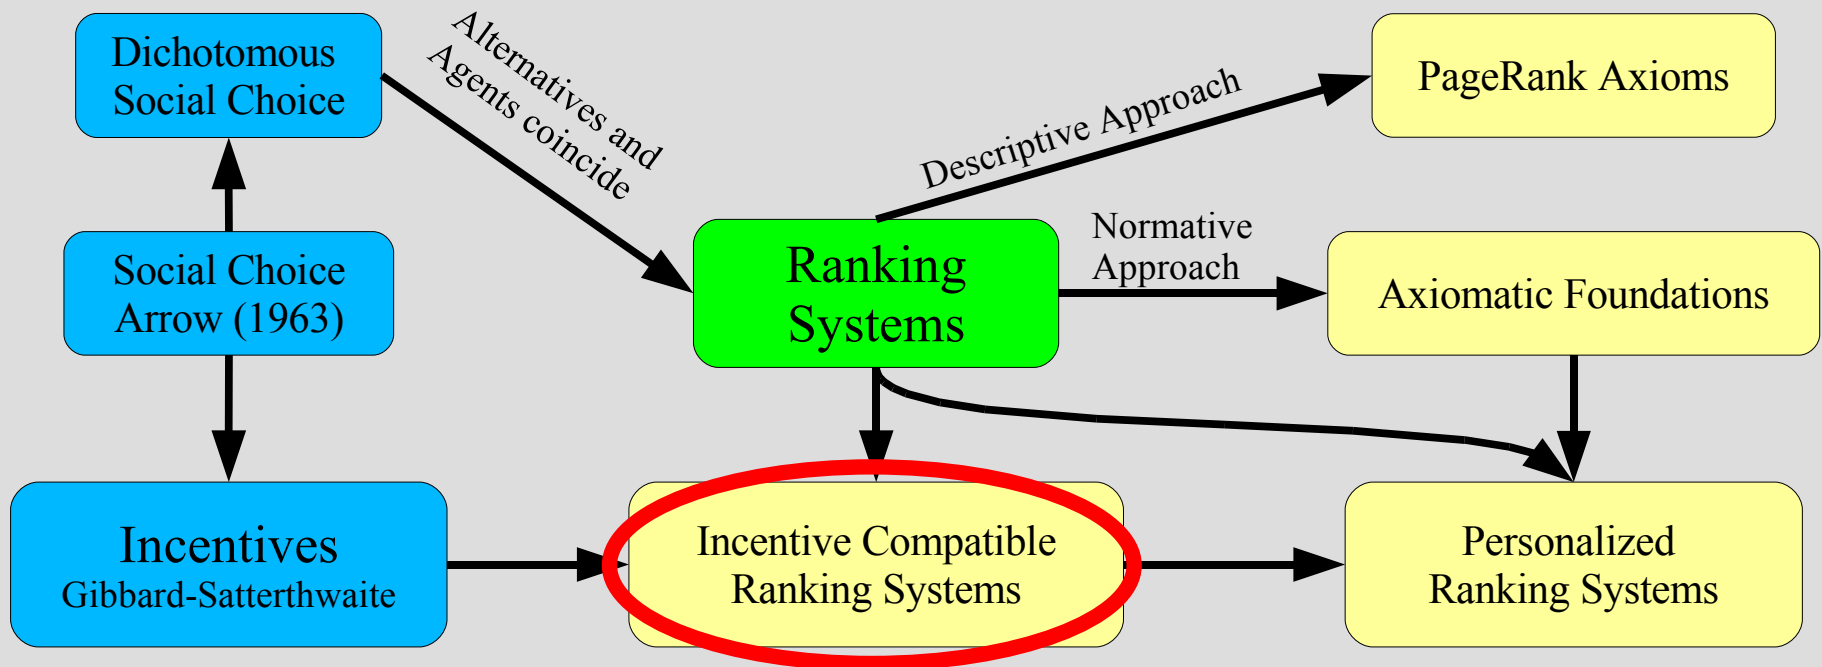 Dichotomous
Social Choice
Alternatives and
Agents coincide
Descriptive Approach
PageRank Axioms
Social Choice
Arrow (1963)
Ranking
Systems
Normative
Approach
Axiomatic Foundations
Incentives
Gibbard-Satterthwaite
Incentive Compatible
Ranking Systems
Personalized
Ranking Systems